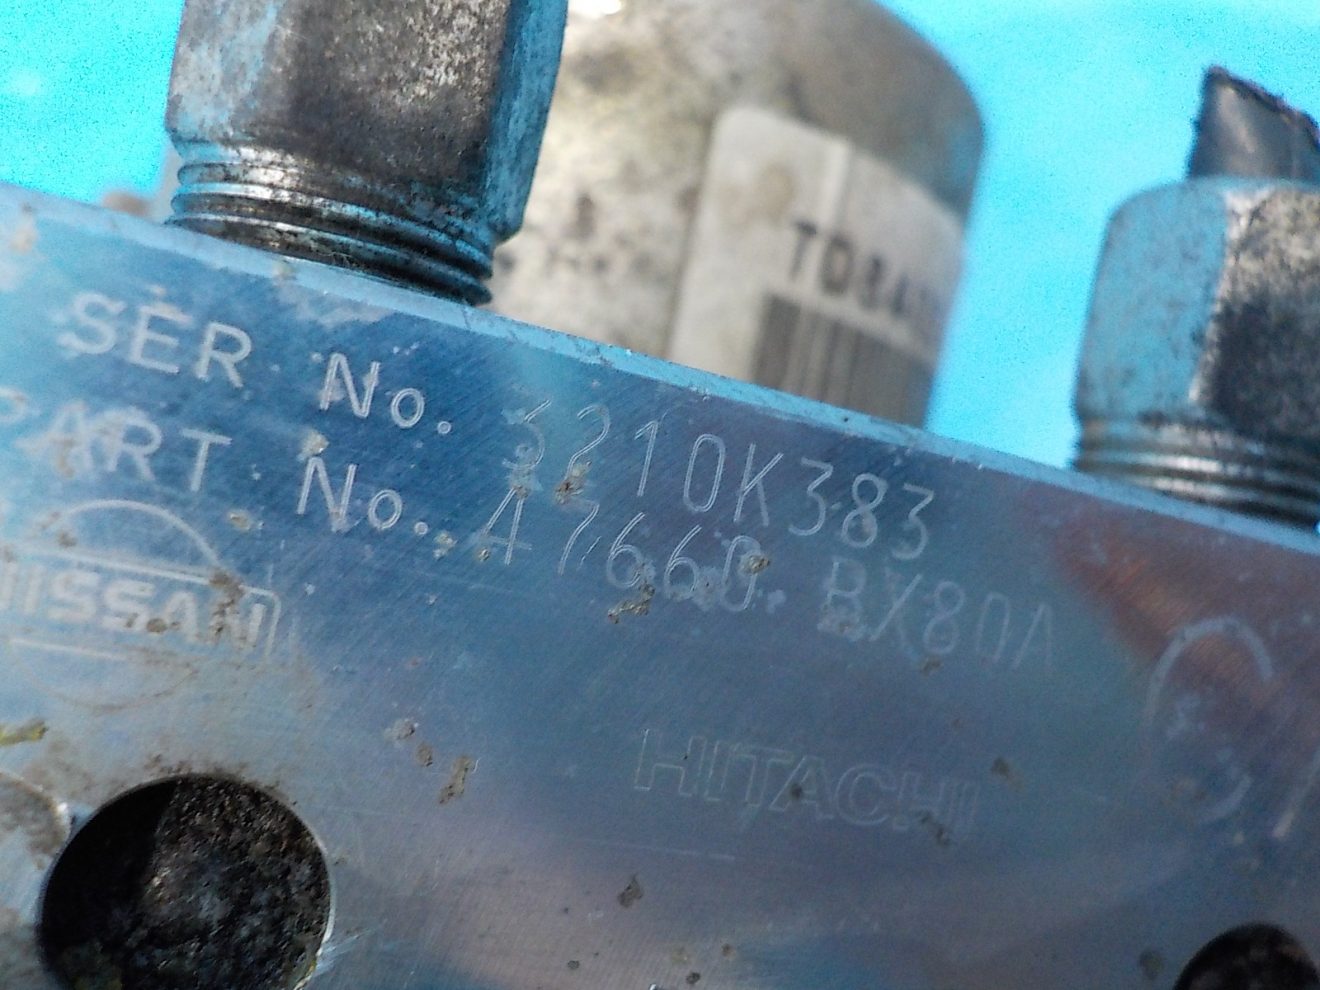 SER No. 3210K383
PART No. 47660 BX80A
NISSAN
HITACHI